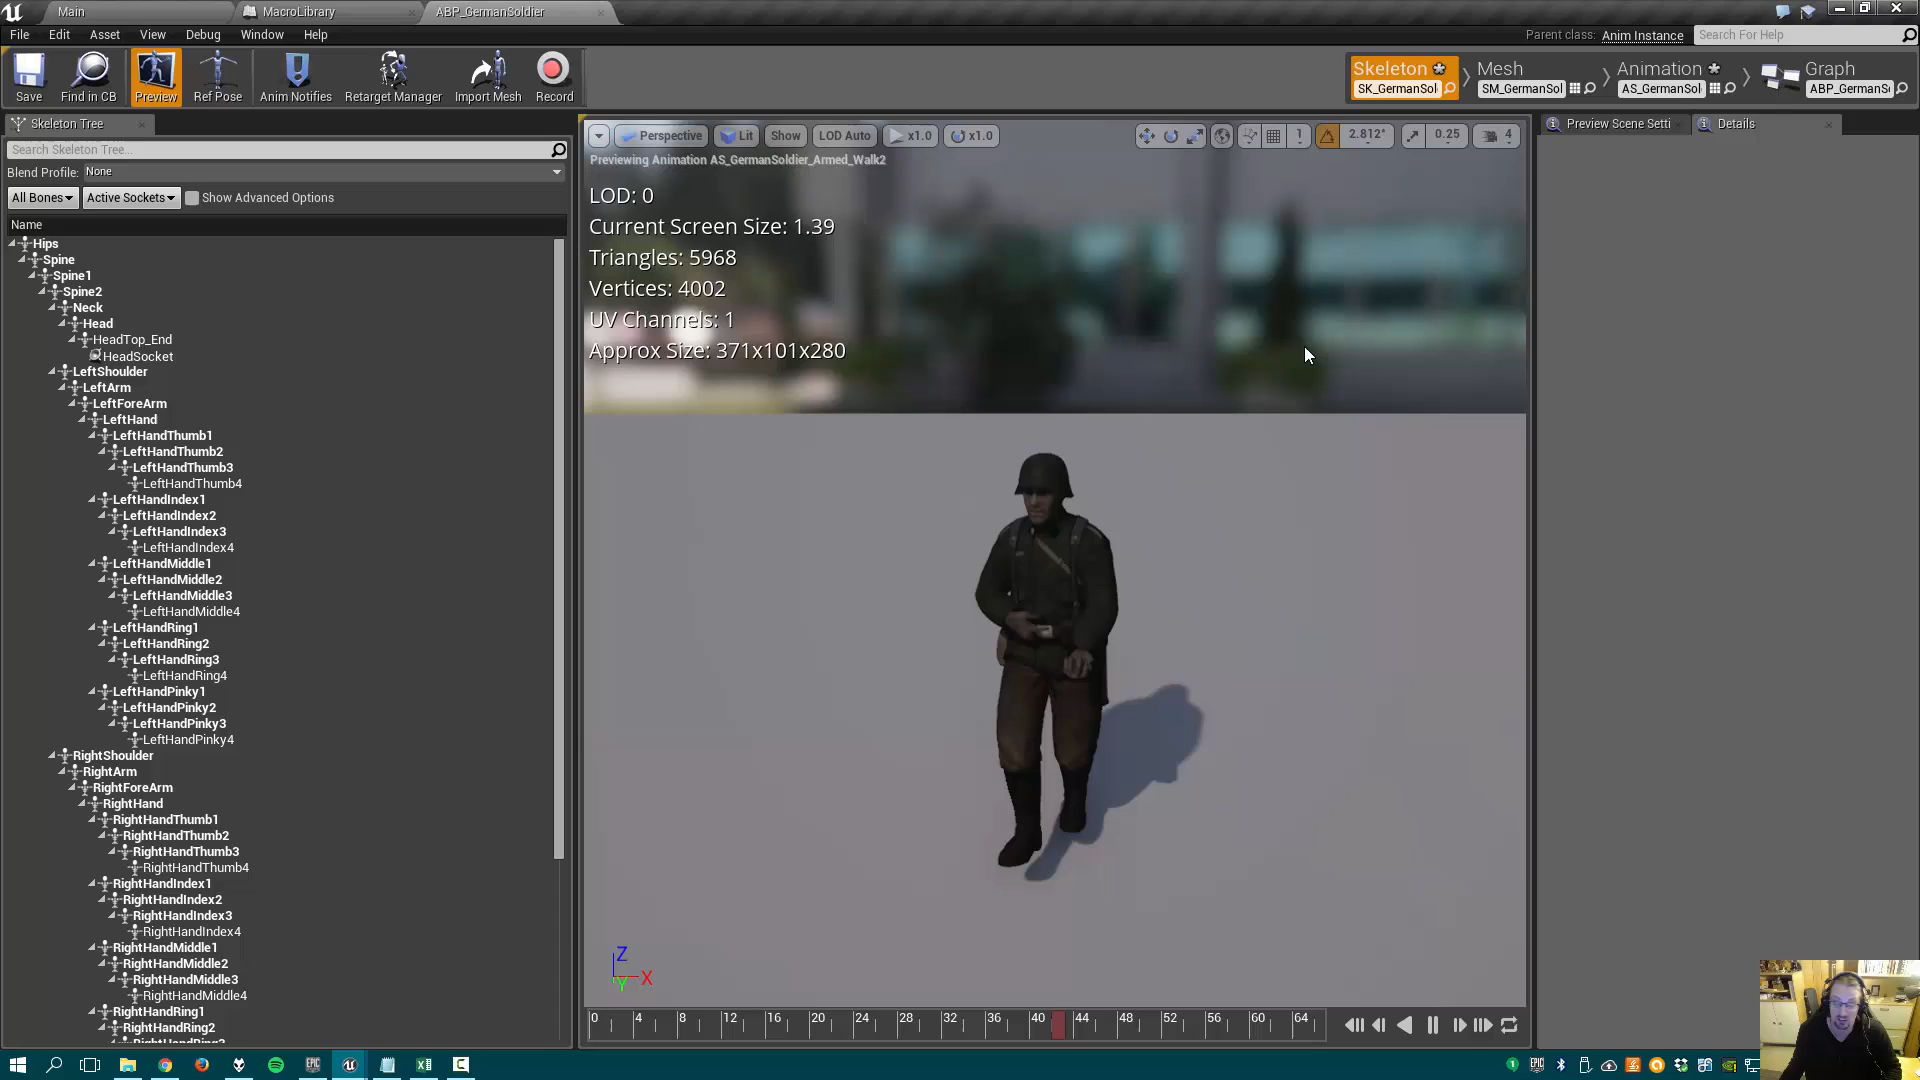 Main
MacroLibrary
ABP_GermanSoldier
File Edit Asset View Debug Window Help
Parent class: Anim Instance
Search For Help
Save
Find in CB
Preview
Ref Pose
Anim Notifies
Retarget Manager
Import Mesh
Record
Skeleton
SK_GermanSol
Mesh
SM_GermanSol
Animation
AS_GermanSol
Graph
ABP_GermanS
Skeleton Tree
Search Skeleton Tree...
Blend Profile: None
All Bones
Active Sockets
Show Advanced Options
Name
Hips
Spine
Spine1
Spine2
Neck
Head
HeadTop_End
HeadSocket
LeftShoulder
LeftArm
LeftForeArm
LeftHand
LeftHandThumb1
LeftHandThumb2
LeftHandThumb3
LeftHandThumb4
LeftHandIndex1
LeftHandIndex2
LeftHandIndex3
LeftHandIndex4
LeftHandMiddle1
LeftHandMiddle2
LeftHandMiddle3
LeftHandMiddle4
LeftHandRing1
LeftHandRing2
LeftHandRing3
LeftHandRing4
LeftHandPinky1
LeftHandPinky2
LeftHandPinky3
LeftHandPinky4
RightShoulder
RightArm
RightForeArm
RightHand
RightHandThumb1
RightHandThumb2
RightHandThumb3
RightHandThumb4
RightHandIndex1
RightHandIndex2
RightHandIndex3
RightHandIndex4
RightHandMiddle1
RightHandMiddle2
RightHandMiddle3
RightHandMiddle4
RightHandRing1
RightHandRing2
Perspective Lit Show LOD Auto x1.0 x1.0
1 2.812° 0.25 4
Previewing Animation AS_GermanSoldier_Armed_Walk2
LOD: 0
Current Screen Size: 1.39
Triangles: 5968
Vertices: 4002
UV Channels: 1
Approx Size: 371x101x280
Z
X
Y
0 4 8 12 16 20 24 28 32 36 40 44 48 52 56 60 64
Preview Scene Setti
Details
EPIC
EPIC